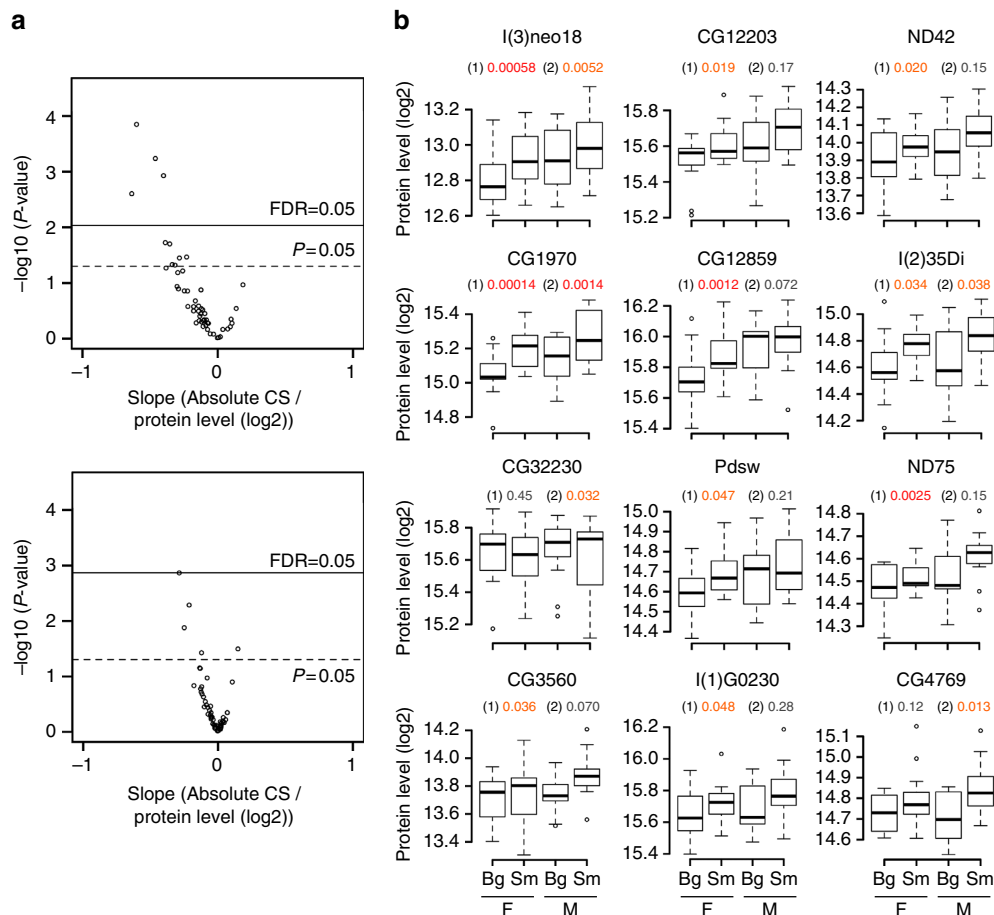 a
−log10 (P-value)
4
3
2
1
0
FDR=0.05
P=0.05
−1
0
1
Slope (Absolute CS /
protein level (log2))
−log10 (P-value)
4
3
2
1
0
FDR=0.05
P=0.05
−1
0
1
Slope (Absolute CS /
protein level (log2))
b
I(3)neo18
(1) 0.00058 (2) 0.0052
Protein level (log2)
13.2
13.0
12.8
12.6
CG12203
(1) 0.019 (2) 0.17
15.8
15.6
15.4
15.2
ND42
(1) 0.020 (2) 0.15
14.3
14.2
14.1
14.0
13.9
13.8
13.7
13.6
CG1970
(1) 0.00014 (2) 0.0014
Protein level (log2)
15.4
15.2
15.0
14.8
CG12859
(1) 0.0012 (2) 0.072
16.2
16.0
15.8
15.6
15.4
I(2)35Di
(1) 0.034 (2) 0.038
15.0
14.8
14.6
14.4
14.2
CG32230
(1) 0.45 (2) 0.032
Protein level (log2)
15.8
15.6
15.4
15.2
Pdsw
(1) 0.047 (2) 0.21
15.0
14.9
14.8
14.7
14.6
14.5
14.4
ND75
(1) 0.0025 (2) 0.15
14.8
14.7
14.6
14.5
14.4
14.3
CG3560
(1) 0.036 (2) 0.070
Protein level (log2)
14.2
14.0
13.8
13.6
13.4
I(1)G0230
(1) 0.048 (2) 0.28
16.2
16.0
15.8
15.6
15.4
CG4769
(1) 0.12 (2) 0.013
15.1
15.0
14.9
14.8
14.7
14.6
Bg Sm Bg Sm
F M
Bg Sm Bg Sm
F M
Bg Sm Bg Sm
F M